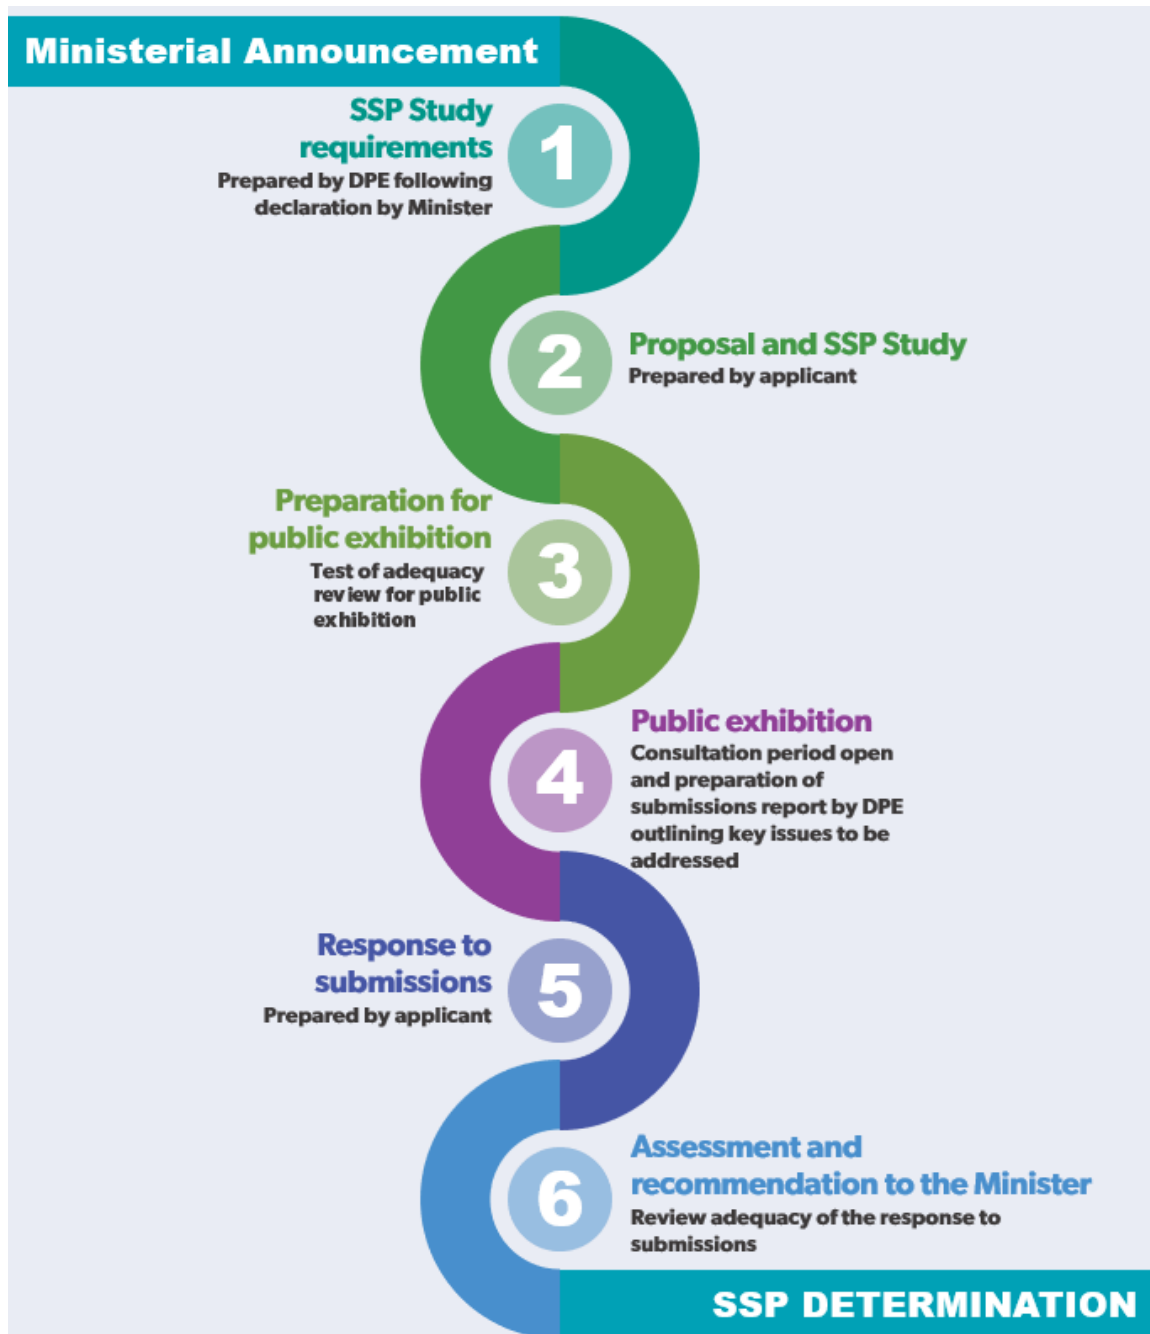 Ministerial Announcement
SSP Study
requirements
Prepared by DPE following
declaration by Minister
1
2
Proposal and SSP Study
Prepared by applicant
Preparation for
public exhibition
Test of adequacy
review for public
exhibition
3
4
Public exhibition
Consultation period open
and preparation of
submissions report by DPE
outlining key issues to be
addressed
Response to
submissions
Prepared by applicant
5
6
Assessment and
recommendation to the Minister
Review adequacy of the response to
submissions
SSP DETERMINATION